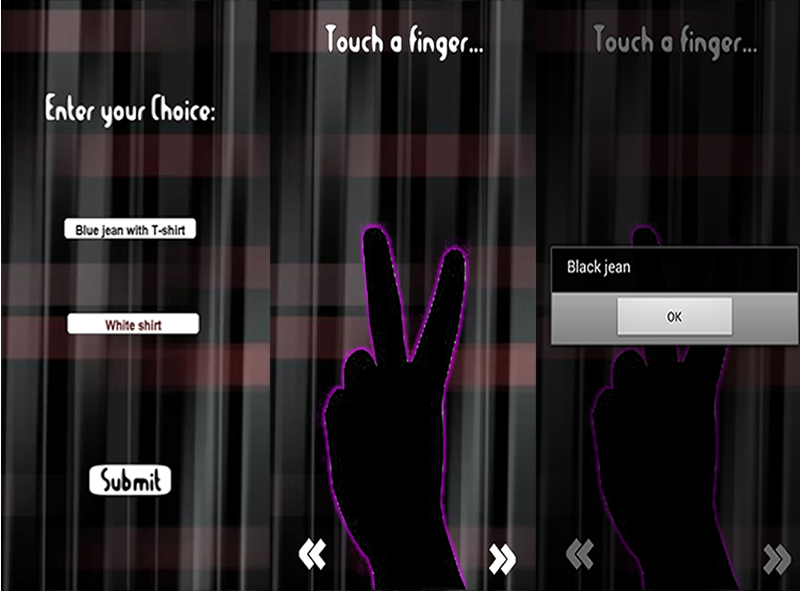 Enter your Choice:
Blue jean with T-shirt
White shirt
Submit
Touch a finger...
Touch a finger...
Black jean
OK